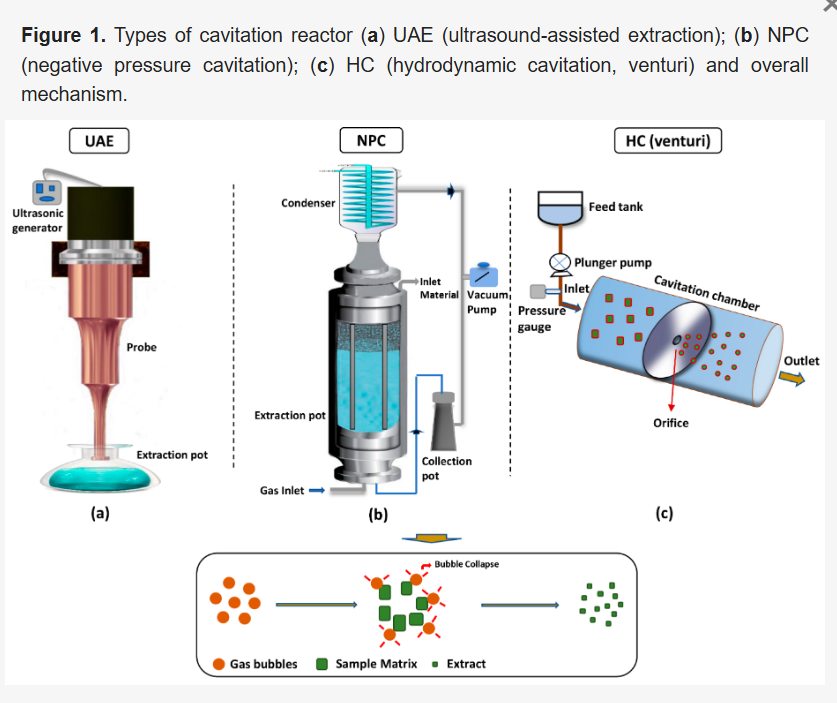 Figure 1. Types of cavitation reactor (a) UAE (ultrasound-assisted extraction); (b) NPC
(negative pressure cavitation); (c) HC (hydrodynamic cavitation, venturi) and overall
mechanism.
UAE
Ultrasonic
generator
Probe
Extraction pot
(a)
NPC
Condenser
Inlet
Material
Vacuum
Pump
Extraction pot
Collection
pot
Gas Inlet
(b)
HC (venturi)
Feed tank
Plunger pump
Inlet
Pressure
gauge
Cavitation chamber
Outlet
Orifice
(c)
Bubble Collapse
Gas bubbles
Sample Matrix
Extract